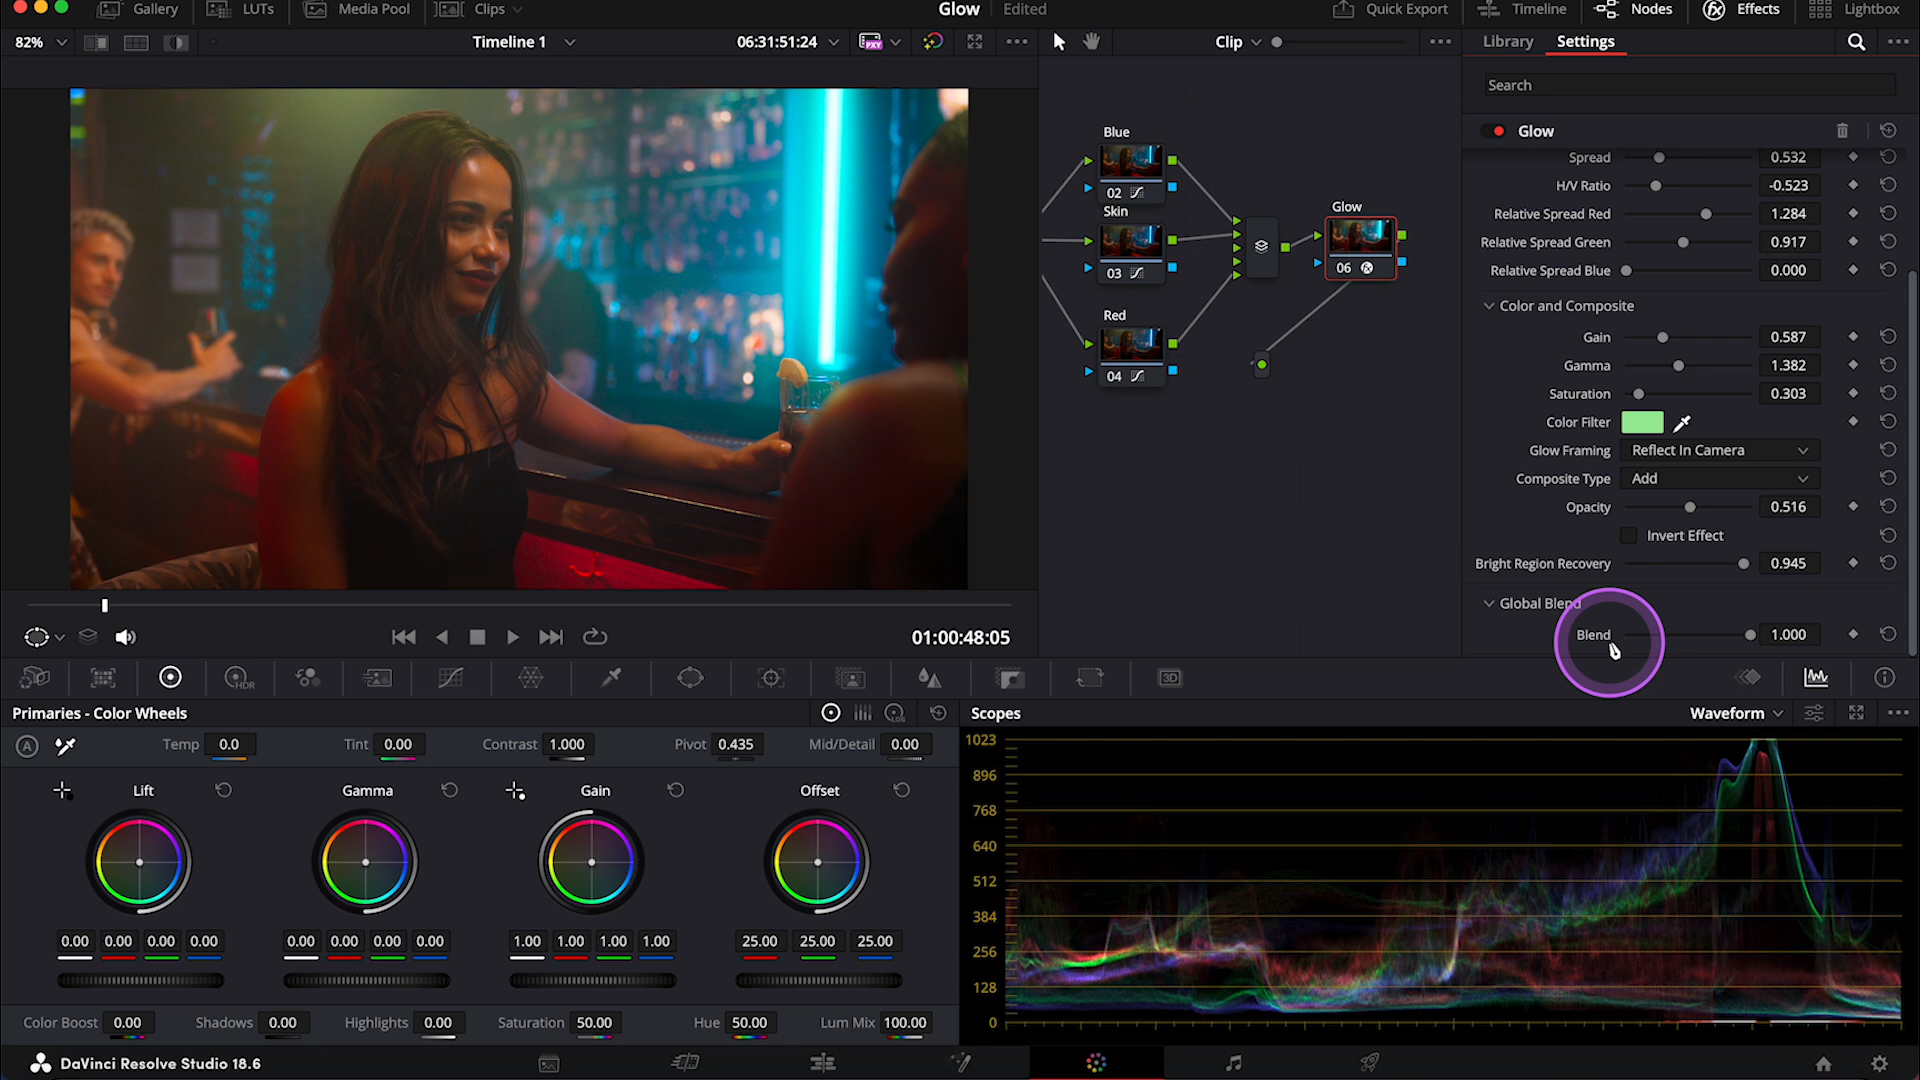 Gallery LUTs Media Pool Clips Glow Edited Quick Export Timeline Nodes Effects Lightbox
82% Timeline 1 06:31:51:24 PXY Clip Library Settings
Search
Glow
Spread 0.532
H/V Ratio -0.523
Relative Spread Red 1.284
Relative Spread Green 0.917
Relative Spread Blue 0.000
Color and Composite
Gain 0.587
Gamma 1.382
Saturation 0.303
Color Filter
Glow Framing Reflect In Camera
Composite Type Add
Opacity 0.516
Invert Effect
Bright Region Recovery 0.945
Global Blend
Blend 1.000
Blue
02
Skin
03
Red
04
Glow
06
01:00:48:05
HDR
3D
Primaries - Color Wheels
LOG
A Temp 0.0 Tint 0.00 Contrast 1.000 Pivot 0.435 Mid/Detail 0.00
Lift Gamma Gain Offset
0.00 0.00 0.00 0.00 0.00 0.00 0.00 0.00 1.00 1.00 1.00 1.00 25.00 25.00 25.00
Color Boost 0.00 Shadows 0.00 Highlights 0.00 Saturation 50.00 Hue 50.00 Lum Mix 100.00
Scopes Waveform
1023
896
768
640
512
384
256
128
0
DaVinci Resolve Studio 18.6